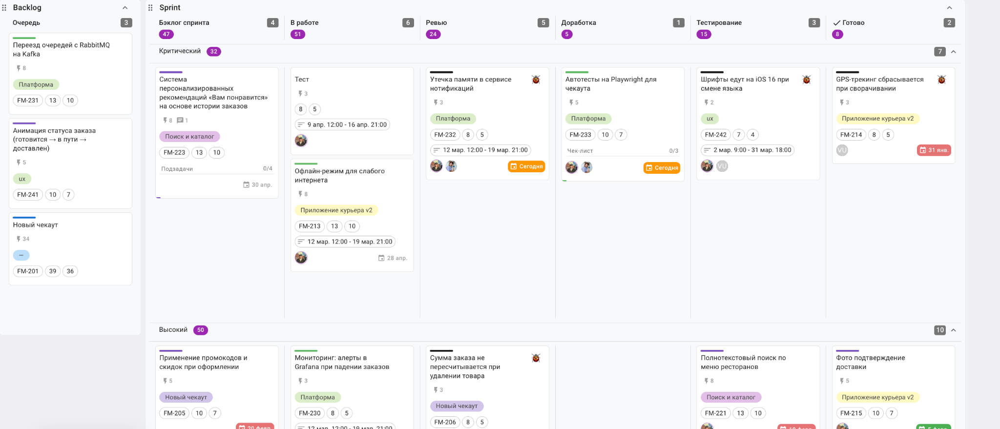 Backlog
Очередь 3
Переезд очередей с RabbitMQ
на Kafka
8
Платформа
FM-231 13 10
Анимация статуса заказа
(готовится → в пути →
доставлен)
5
ux
FM-241 10 7
Новый чекаут
34
–
FM-201 39 36
Sprint
Бэклог спринта 4
47
В работе 6
51
Ревью 5
24
Доработка 1
5
Тестирование 3
15
Готово 2
8
Критический 32 7
Система
персонализированных
рекомендаций «Вам понравится»
на основе истории заказов
8 1
Поиск и каталог
FM-223 13 10
Подзадачи 0/4
30 апр.
Тест
3
8 5
9 апр. 12:00 - 16 апр. 21:00
Офлайн-режим для слабого
интернета
8
Приложение курьера v2
FM-213 13 10
12 мар. 12:00 - 19 мар. 21:00
28 апр.
Утечка памяти в сервисе
нотификаций
3
Платформа
FM-232 8 5
12 мар. 12:00 - 19 мар. 21:00
Сегодня
Автотесты на Playwright для
чекаута
5
Платформа
FM-233 10 7
Чек-лист 0/3
Сегодня
Шрифты едут на iOS 16 при
смене языка
2
ux
FM-242 7 4
2 мар. 9:00 - 31 мар. 18:00
VU
GPS-трекинг сбрасывается
при сворачивании
3
Приложение курьера v2
FM-214 8 5
VU 31 янв.
Высокий 50 10
Применение промокодов и
скидок при оформлении
5
Новый чекаут
FM-205 10 7
20 февр.
Мониторинг: алерты в
Grafana при падении заказов
3
Платформа
FM-230 8 5
12 мар. 12:00 - 19 мар. 21:00
Сумма заказа не
пересчитывается при
удалении товара
3
Новый чекаут
FM-206 8 5
Полнотекстовый поиск по
меню ресторанов
8
Поиск и каталог
FM-221 13 10
февр.
Фото подтверждение
доставки
5
Приложение курьера v2
FM-215 10 7
5 февр.